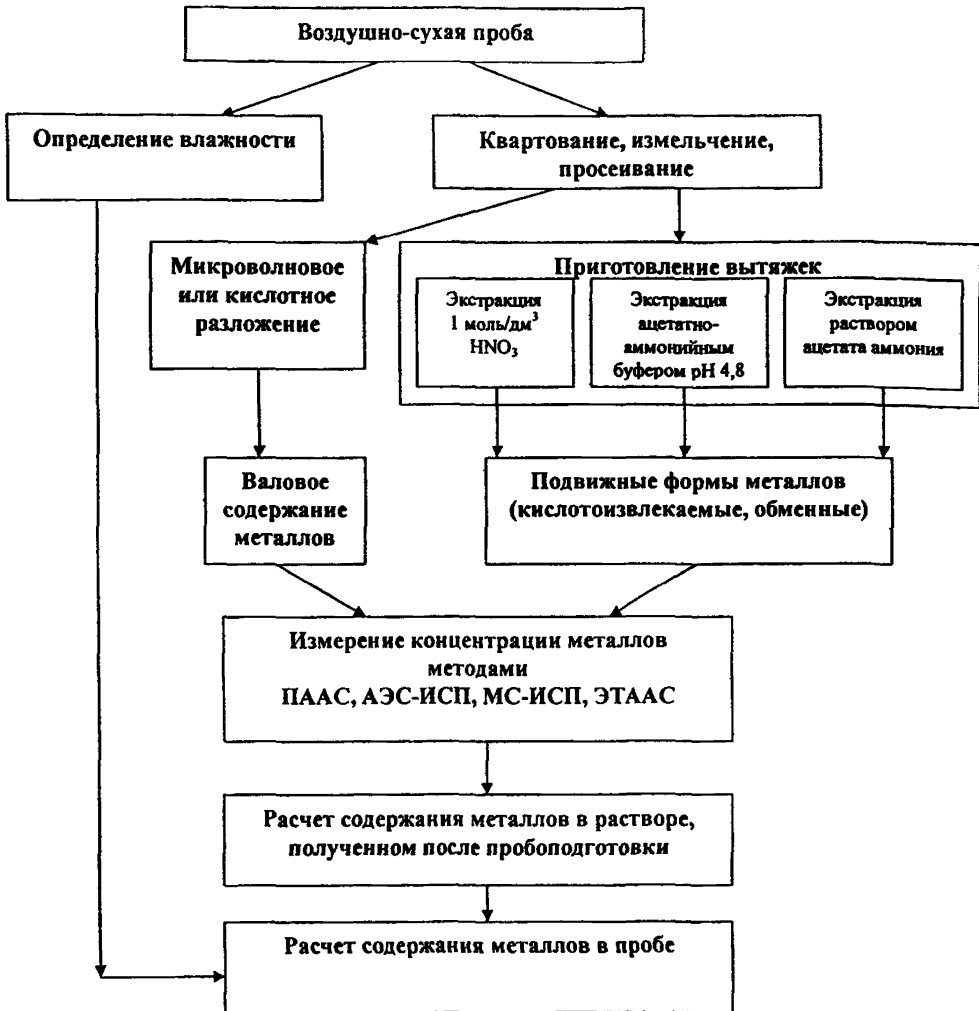 Воздушно-сухая проба
Определение влажности
Квартование, измельчение,
просеивание
Микроволновое
или кислотное
разложение
Приготовление вытяжек
Экстракция
1 моль/дм³
HNO₃
Экстракция
ацетатно-
аммонийным
буфером pH 4,8
Экстракция
раствором
ацетата аммония
Валовое
содержание
металлов
Подвижные формы металлов
(кислотоизвлекаемые, обменные)
Измерение концентрации металлов
методами
ПААС, АЭС-ИСП, МС-ИСП, ЭТААС
Расчет содержания металлов в растворе,
полученном после пробоподготовки
Расчет содержания металлов в пробе